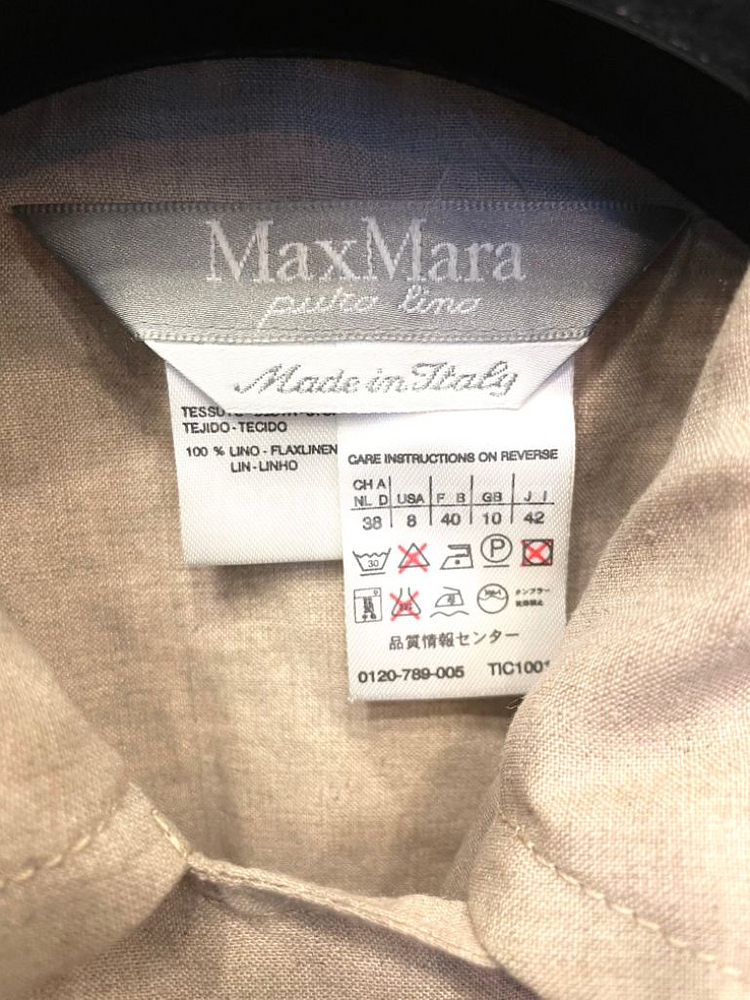 MaxMara
puro lino
Made in Italy
TESSUTO
TEJIDO-TECIDO
100 % LINO - FLAXLINEN
LIN-LINHO
CARE INSTRUCTIONS ON REVERSE
CH A
NL D USA F B GB J I
38 8 40 10 42
30 P
品質情報センター
0120-789-005 TIC1001